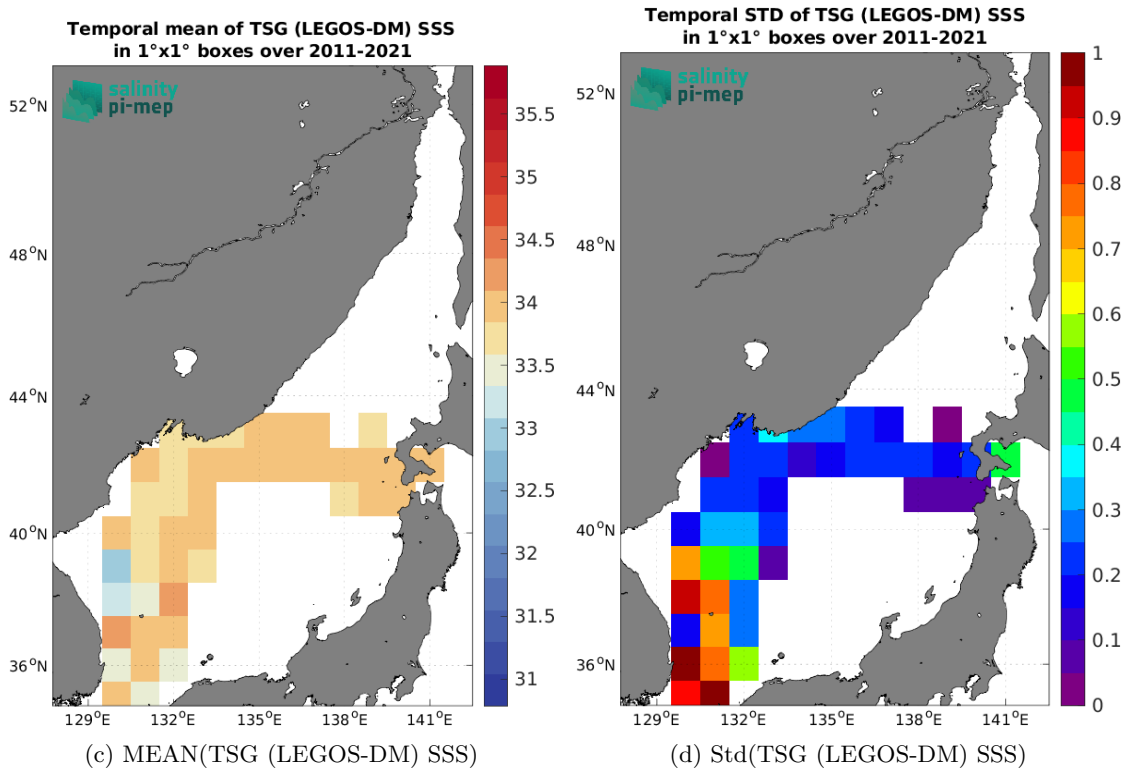 Temporal mean of TSG (LEGOS-DM) SSS
in 1°x1° boxes over 2011-2021
salinity
pi-mep
52°N
48°N
44°N
40°N
36°N
129°E
132°E
135°E
138°E
141°E
35.5
35
34.5
34
33.5
33
32.5
32
31.5
31
(c) MEAN(TSG (LEGOS-DM) SSS)
Temporal STD of TSG (LEGOS-DM) SSS
in 1°x1° boxes over 2011-2021
salinity
pi-mep
52°N
48°N
44°N
40°N
36°N
129°E
132°E
135°E
138°E
141°E
1
0.9
0.8
0.7
0.6
0.5
0.4
0.3
0.2
0.1
0
(d) Std(TSG (LEGOS-DM) SSS)